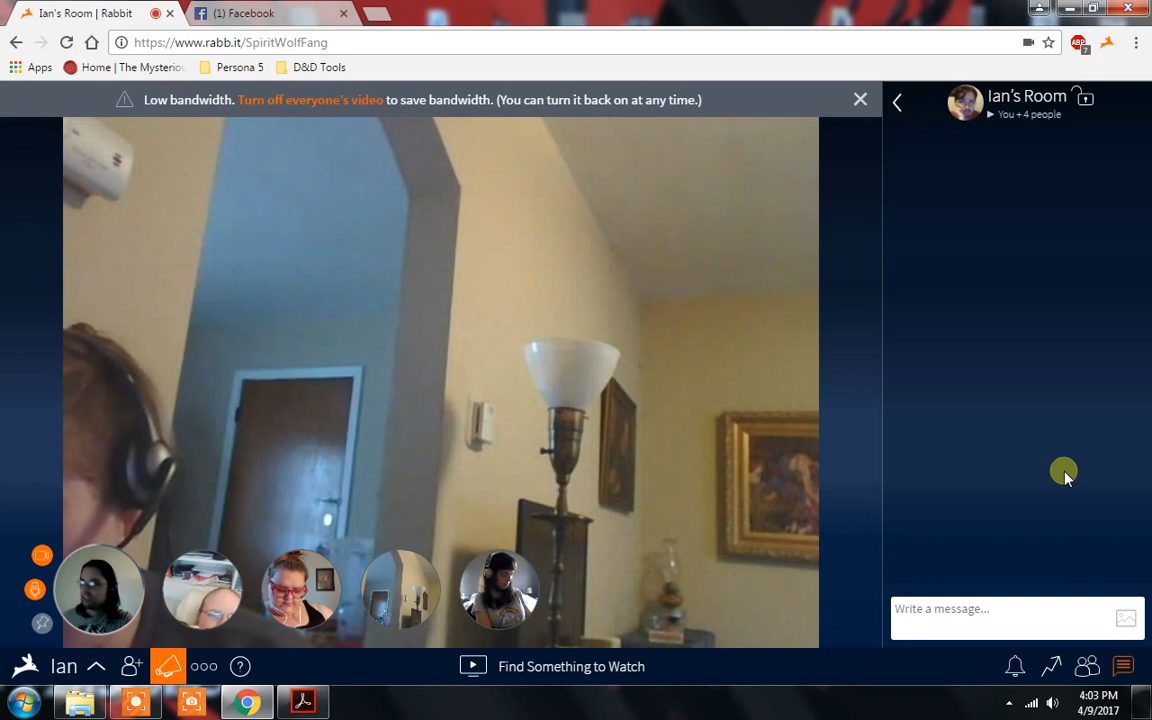 Ian's Room | Rabbit
(1) Facebook
https://www.rabb.it/SpiritWolfFang
ABP
7
Apps
Home | The Mysteriou
Persona 5
D&D Tools
Low bandwidth. Turn off everyone's video to save bandwidth. (You can turn it back on at any time.)
Ian's Room
You + 4 people
Write a message...
Ian
Find Something to Watch
4:03 PM
4/9/2017